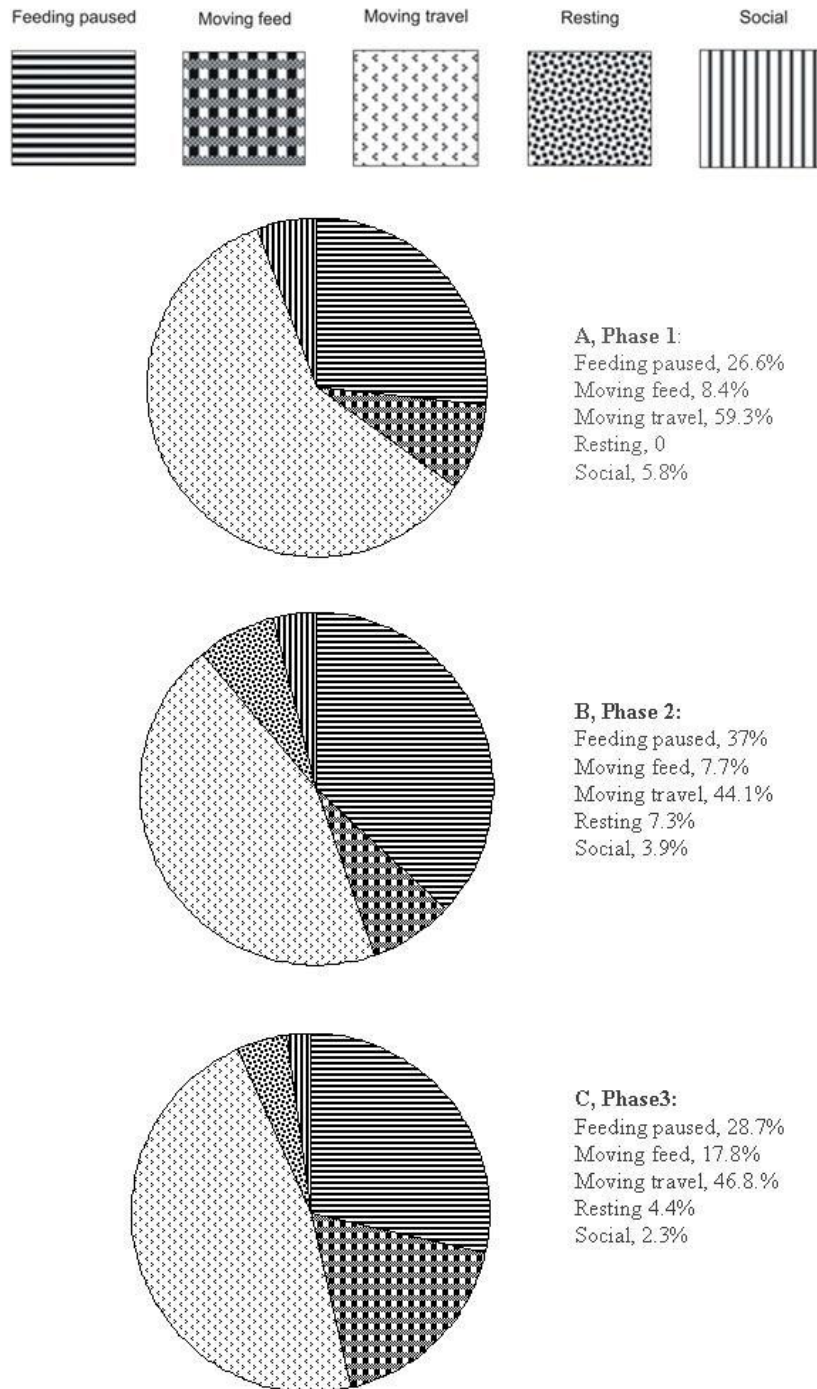 Feeding paused Moving feed Moving travel Resting Social
A, Phase 1:
Feeding paused, 26.6%
Moving feed, 8.4%
Moving travel, 59.3%
Resting, 0
Social, 5.8%
B, Phase 2:
Feeding paused, 37%
Moving feed, 7.7%
Moving travel, 44.1%
Resting 7.3%
Social, 3.9%
C, Phase3:
Feeding paused, 28.7%
Moving feed, 17.8%
Moving travel, 46.8.%
Resting 4.4%
Social, 2.3%